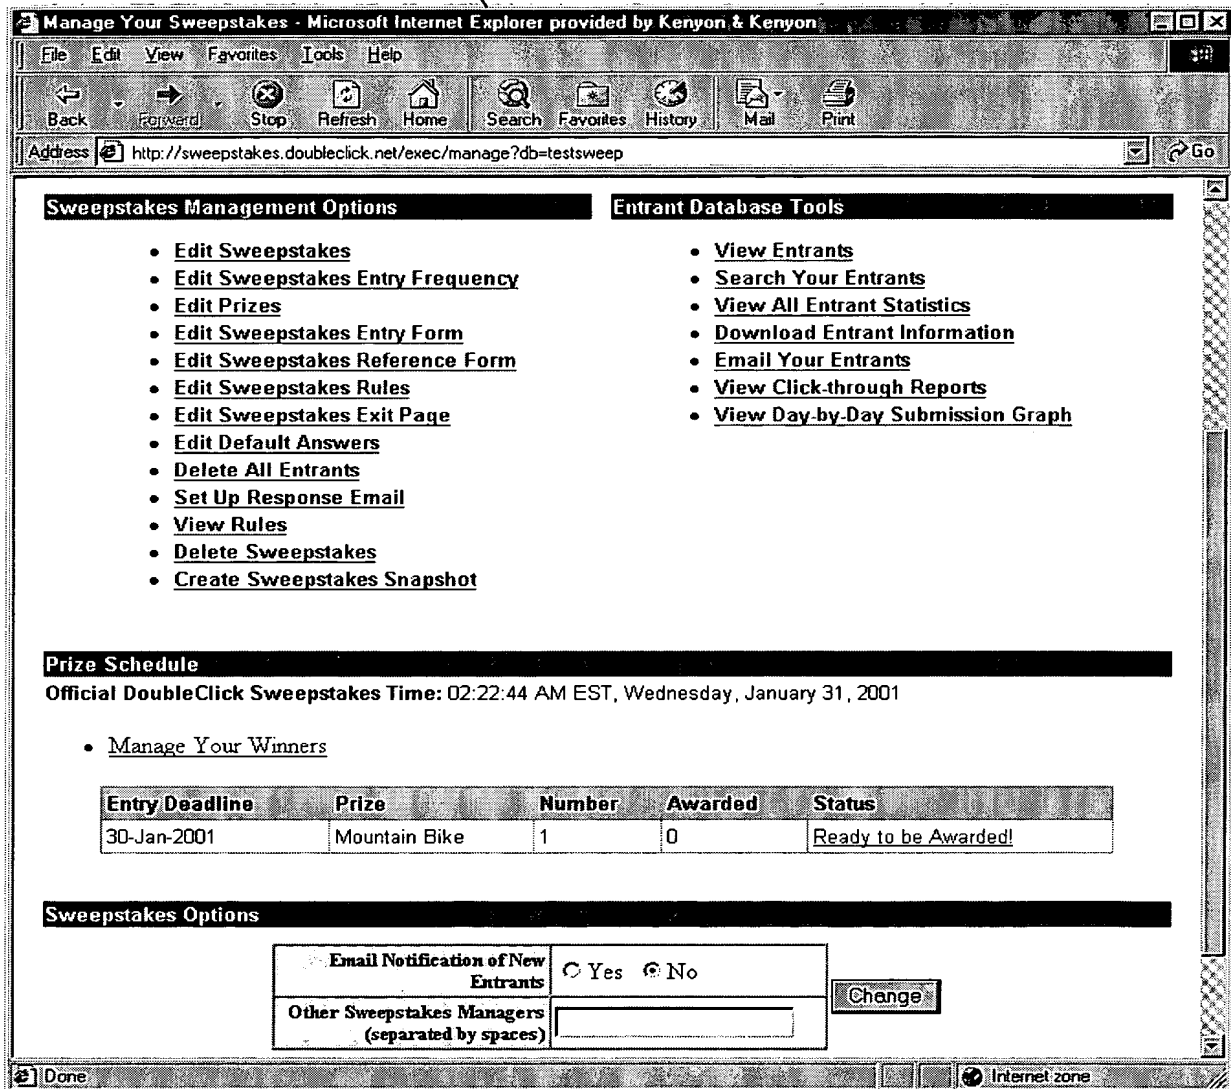 Manage Your Sweepstakes - Microsoft Internet Explorer provided by Kenyon & Kenyon
File Edit View Favorites Tools Help
Back Forward Stop Refresh Home Search Favorites History Mail Print
Address http://sweepstakes.doubleclick.net/exec/manage?db=testsweep Go
Sweepstakes Management Options
• Edit Sweepstakes
• Edit Sweepstakes Entry Frequency
• Edit Prizes
• Edit Sweepstakes Entry Form
• Edit Sweepstakes Reference Form
• Edit Sweepstakes Rules
• Edit Sweepstakes Exit Page
• Edit Default Answers
• Delete All Entrants
• Set Up Response Email
• View Rules
• Delete Sweepstakes
• Create Sweepstakes Snapshot
Entrant Database Tools
• View Entrants
• Search Your Entrants
• View All Entrant Statistics
• Download Entrant Information
• Email Your Entrants
• View Click-through Reports
• View Day-by-Day Submission Graph
Prize Schedule
Official DoubleClick Sweepstakes Time: 02:22:44 AM EST, Wednesday, January 31, 2001
• Manage Your Winners
Entry Deadline Prize Number Awarded Status
30-Jan-2001 Mountain Bike 1 0 Ready to be Awarded!
Sweepstakes Options
Email Notification of New
Entrants
Yes No
Other Sweepstakes Managers
(separated by spaces)
Change
Done Internet zone